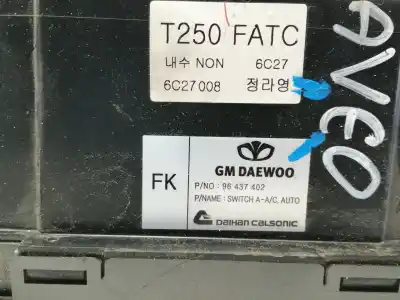 T250 FATC
내수 NON 6C27
6C27008 정라영
AVEO
GM DAEWOO
FK
P/NO : 96 437 402
P/NAME : SWITCH A-A/C, AUTO
DAIHAN CALSONIC